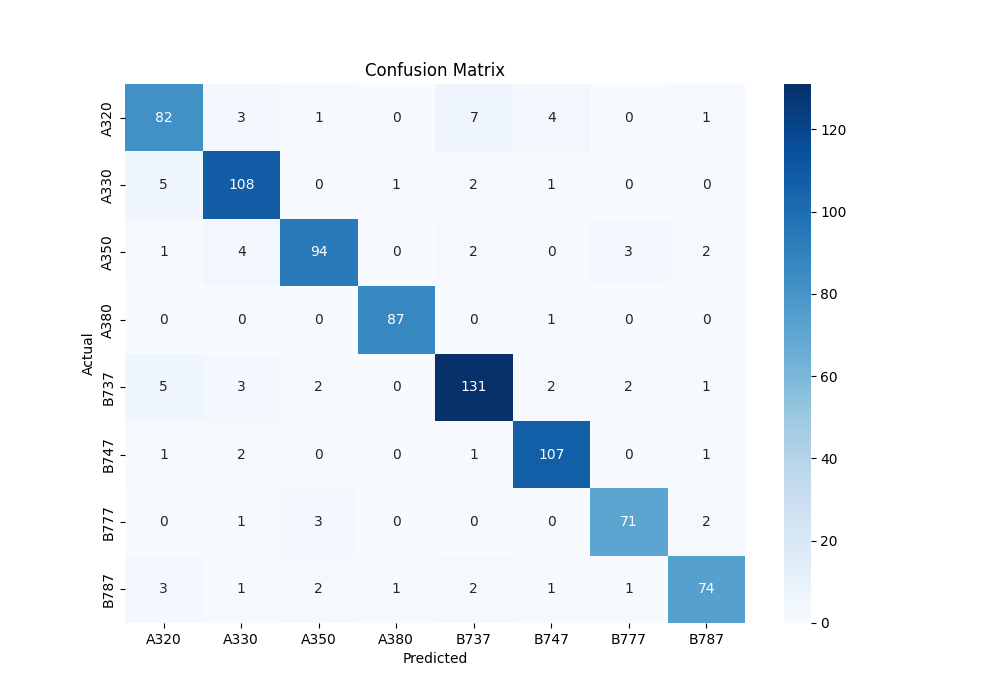 Confusion Matrix
A320 82 3 1 0 7 4 0 1
A330 5 108 0 1 2 1 0 0
A350 1 4 94 0 2 0 3 2
A380 0 0 0 87 0 1 0 0
B737 5 3 2 0 131 2 2 1
B747 1 2 0 0 1 107 0 1
B777 0 1 3 0 0 0 71 2
B787 3 1 2 1 2 1 1 74
A320 A330 A350 A380 B737 B747 B777 B787
Predicted
Actual
120
100
80
60
40
20
0